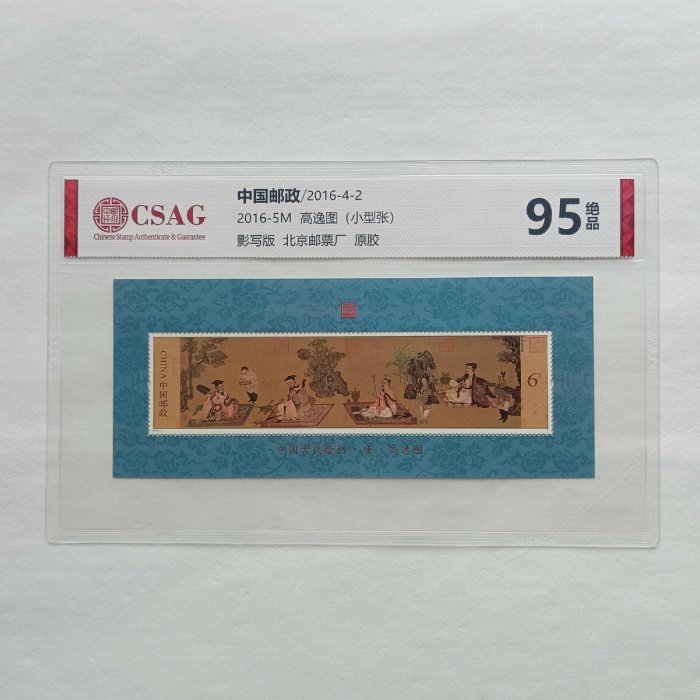 CSAG
Chinese Stamp Authenticate & Guarantee
中国邮政/2016-4-2
2016-5M 高逸图（小型张）
影写版 北京邮票厂 原胶
95 绝品
CHINA 中国邮政
6元
中国古代绘画·唐·高逸图